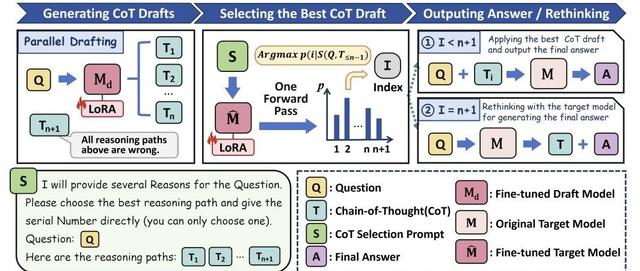 Generating CoT Drafts
Selecting the Best CoT Draft
Outputing Answer / Rethinking
Parallel Drafting
Q
M_d
LoRA
T_1
T_2
...
T_n
T_{n+1}
All reasoning paths
above are wrong.
S
Argmax p(i|S(Q,T_{≤n-1})
M̂
LoRA
One
Forward
Pass
I
Index
p
1 2 ... n n+1
① I < n+1
Applying the best CoT draft
and output the final answer
Q + T_i M A
② I = n+1
Rethinking with the target model
for generating the final answer
Q M T + A
S
I will provide several Reasons for the Question.
Please choose the best reasoning path and give the
serial Number directly (you can only choose one).
Question: Q
Here are the reasoning paths: T_1 T_2 ... T_{n+1}
Q : Question
T : Chain-of-Thought(CoT)
S : CoT Selection Prompt
A : Final Answer
M_d : Fine-tuned Draft Model
M : Original Target Model
M̂ : Fine-tuned Target Model